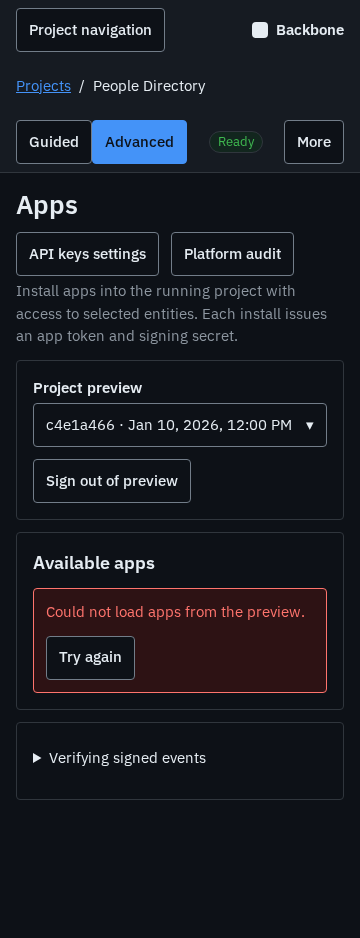 Project navigation
Backbone
Projects / People Directory
Guided
Advanced
Ready
More
Apps
API keys settings
Platform audit
Install apps into the running project with
access to selected entities. Each install issues
an app token and signing secret.
Project preview
c4e1a466 · Jan 10, 2026, 12:00 PM ▾
Sign out of preview
Available apps
Could not load apps from the preview.
Try again
Verifying signed events